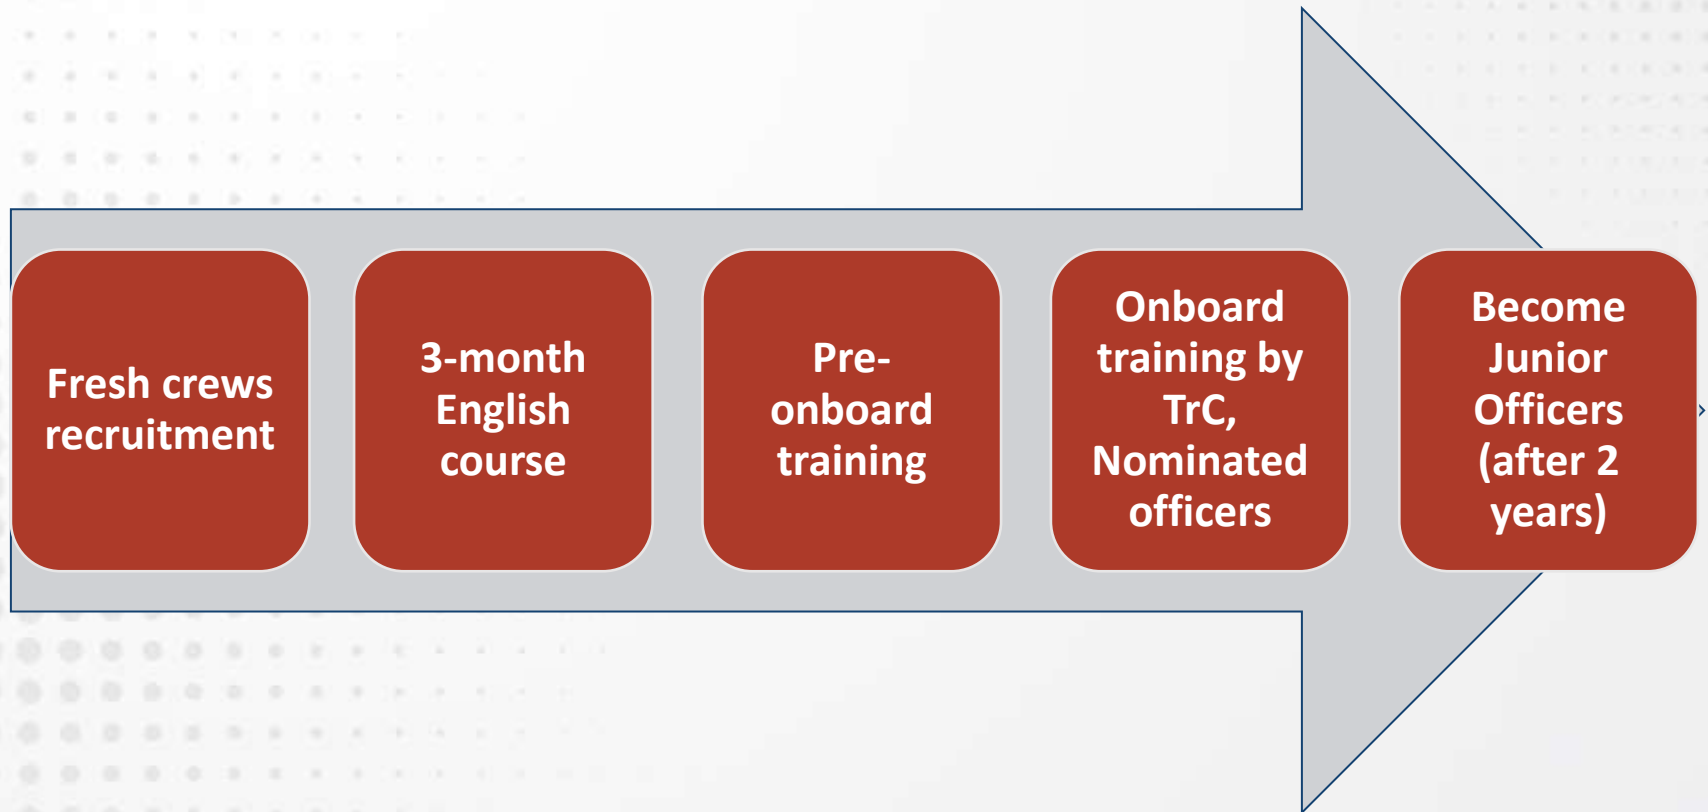 Fresh crews
recruitment
3-month
English
course
Pre-
onboard
training
Onboard
training by
TrC,
Nominated
officers
Become
Junior
Officers
(after 2
years)